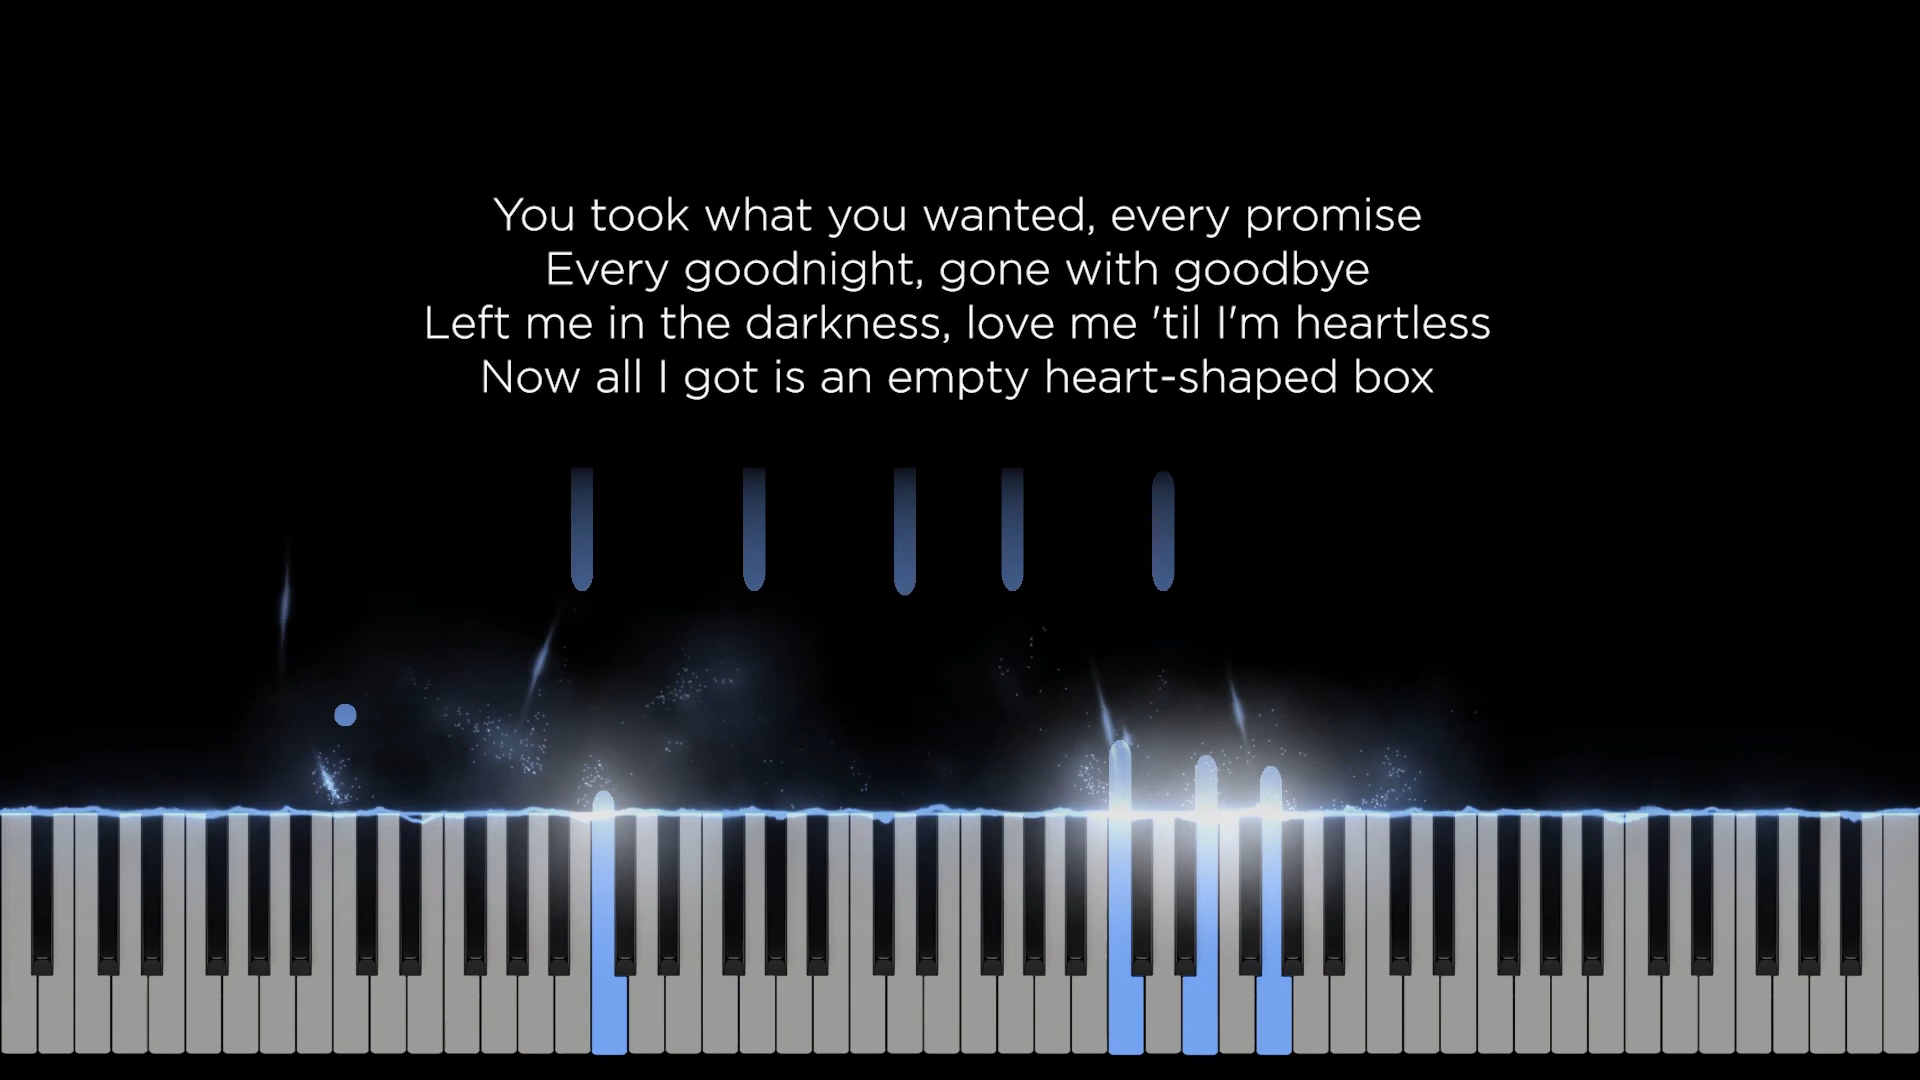 You took what you wanted, every promise
Every goodnight, gone with goodbye
Left me in the darkness, love me 'til I'm heartless
Now all I got is an empty heart-shaped box